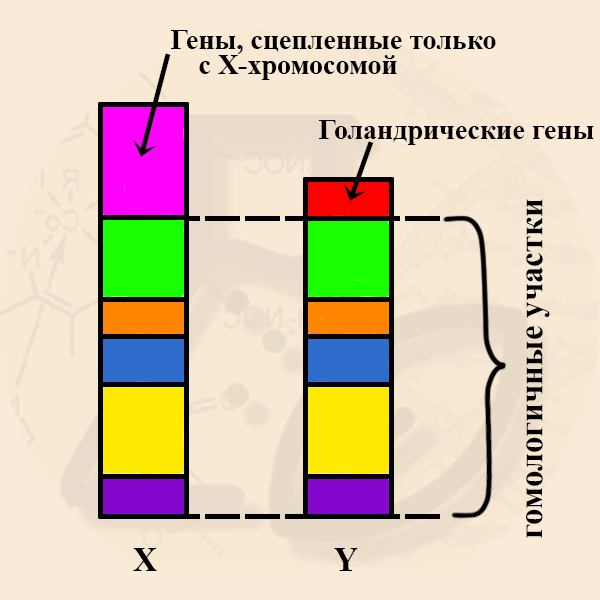 Гены, сцепленные только
с Х-хромосомой
Голандрические гены
гомологичные участки
X
Y